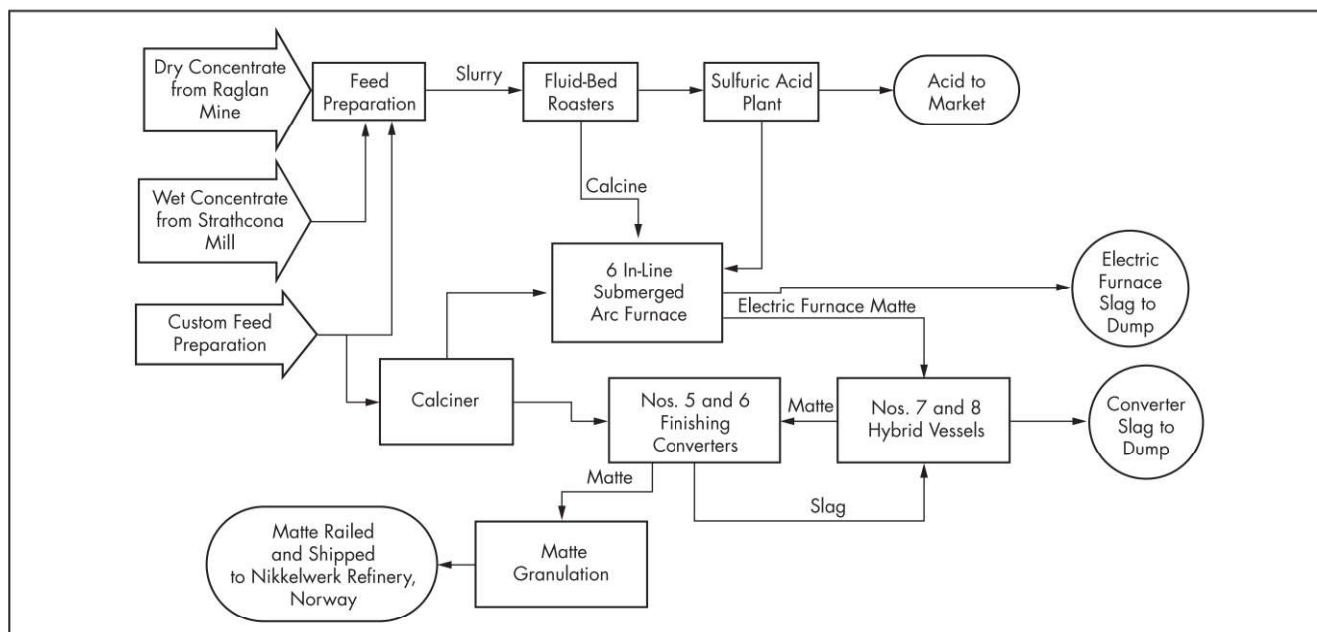 Dry Concentrate
from Raglan
Mine
Feed
Preparation
Slurry
Fluid-Bed
Roasters
Sulfuric Acid
Plant
Acid to
Market
Wet Concentrate
from Strathcona
Mill
Calcine
6 In-Line
Submerged
Arc Furnace
Electric
Furnace
Slag to
Dump
Electric Furnace Matte
Custom Feed
Preparation
Calciner
Nos. 5 and 6
Finishing
Converters
Matte
Nos. 7 and 8
Hybrid Vessels
Converter
Slag to
Dump
Matte
Slag
Matte Railed
and Shipped
to Nikkelwerk Refinery,
Norway
Matte
Granulation